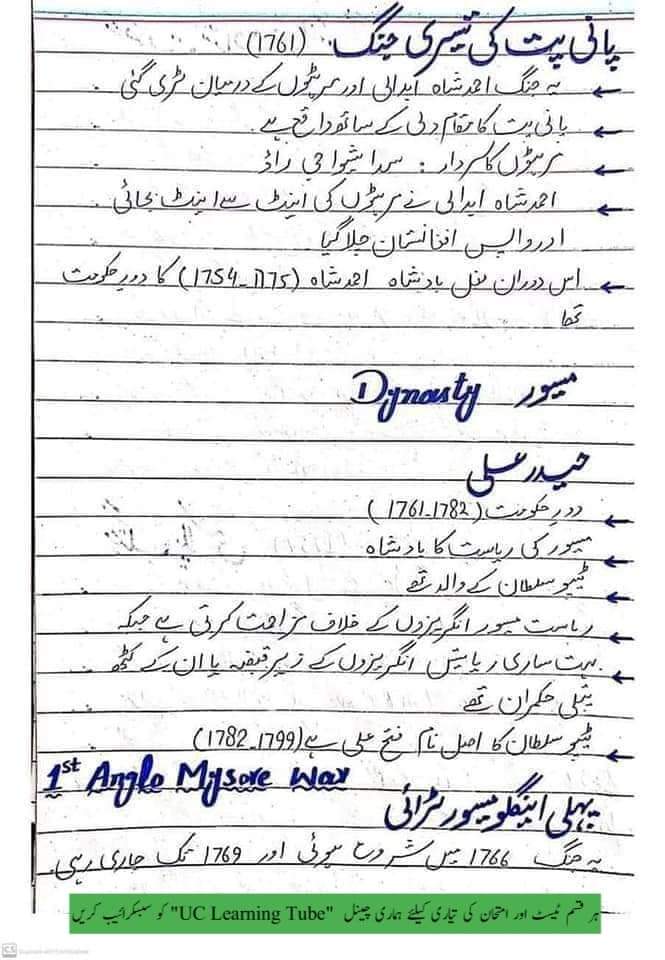 پانی پت کی تیسری جنگ (1761)
یہ جنگ احمد شاہ ابدالی اور مرہٹوں کے درمیان لڑی گئی
پانی پت کا مقام دلی کے ساتھ واقع ہے
مرہٹوں کا سردار : سدا شیوا جی راؤ
احمد شاہ ابدالی نے مرہٹوں کی اینٹ سے اینٹ بجائی
اور واپس افغانستان چلا گیا
اس دوران مغل بادشاہ احمد شاہ (1754-1775) کا دور حکومت
تھا
میسور Dynasty
حیدر علی
دور حکومت (1761-1782)
میسور کی ریاست کا بادشاہ
ٹیپو سلطان کے والد تھے
ریاست میسور انگریزوں کے خلاف مزاحمت کرتی ہے جبکہ
بہت ساری ریاستیں انگریزوں کے زیر قبضہ یا ان کے کٹھ
پتلی حکمران تھے
ٹیپو سلطان کا اصل نام فتح علی ہے (1782-1799)
1st Anglo Mysore War
پہلی اینگلو میسور لڑائی
یہ جنگ 1766 میں شروع ہوئی اور 1769 تک جاری رہی
ہر قسم ٹیسٹ اور امتحان کی تیاری کیلئے ہماری چینل "UC Learning Tube" کو سبسکرائیب کریں
CS